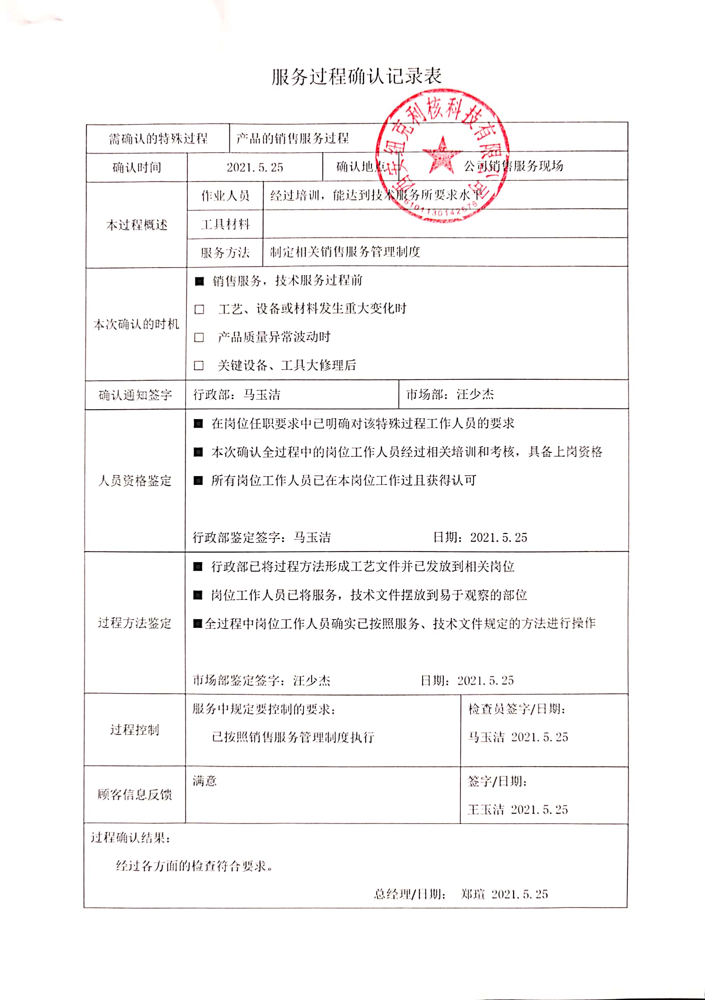 服务过程确认记录表
西安纽克利核科技有限公司
需确认的特殊过程 产品的销售服务过程
确认时间 2021.5.25 确认地点 公司销售服务现场
本过程概述
作业人员 经过培训，能达到技术服务所要求水平
6101130142676
工具材料
服务方法 制定相关销售服务管理制度
本次确认的时机
■ 销售服务，技术服务过程前
□ 工艺、设备或材料发生重大变化时
□ 产品质量异常波动时
□ 关键设备、工具大修理后
确认通知签字 行政部：马玉洁 市场部：汪少杰
人员资格鉴定
■ 在岗位任职要求中已明确对该特殊过程工作人员的要求
■ 本次确认全过程中的岗位工作人员经过相关培训和考核，具备上岗资格
■ 所有岗位工作人员已在本岗位工作过且获得认可
行政部鉴定签字：马玉洁 日期：2021.5.25
过程方法鉴定
■ 行政部已将过程方法形成工艺文件并已发放到相关岗位
■ 岗位工作人员已将服务，技术文件摆放到易于观察的部位
■全过程中岗位工作人员确实已按照服务、技术文件规定的方法进行操作
市场部鉴定签字：汪少杰 日期：2021.5.25
过程控制
服务中规定要控制的要求：
已按照销售服务管理制度执行
检查员签字/日期：
马玉洁 2021.5.25
顾客信息反馈
满意
签字/日期：
王玉洁 2021.5.25
过程确认结果：
经过各方面的检查符合要求。
总经理/日期： 郑瑄 2021.5.25